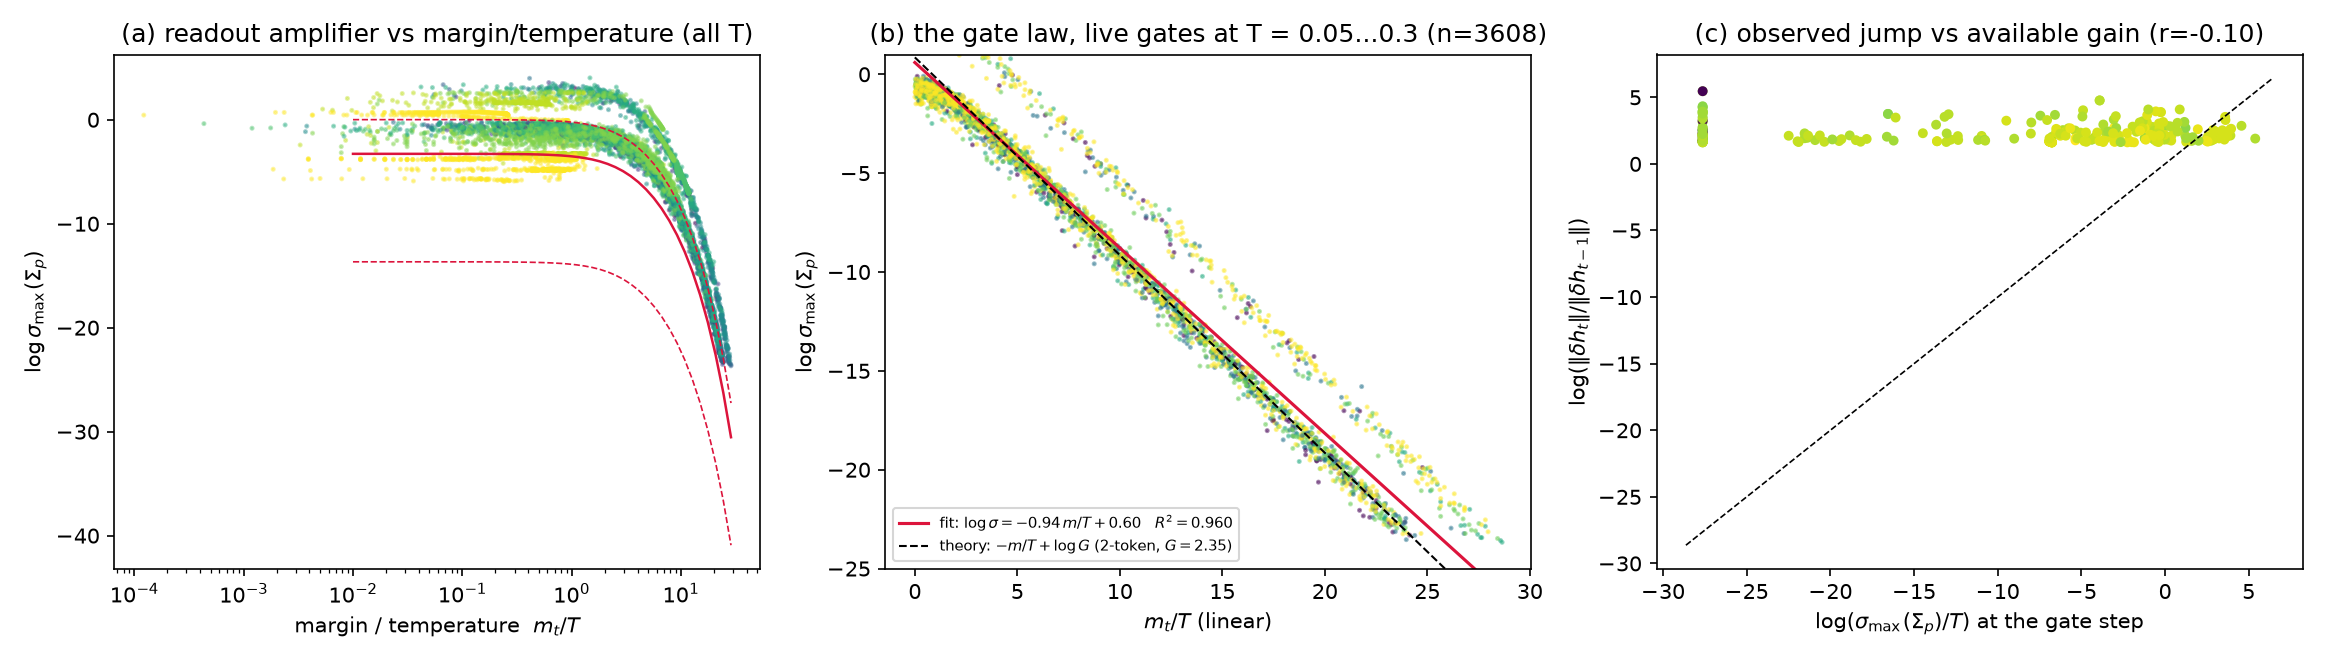 (a) readout amplifier vs margin/temperature (all T)
0
−10
−20
−30
−40
log σmax(Σp)
10⁻⁴ 10⁻³ 10⁻² 10⁻¹ 10⁰ 10¹
margin / temperature mt/T
(b) the gate law, live gates at T = 0.05...0.3 (n=3608)
0
−5
−10
−15
−20
−25
log σmax(Σp)
fit: log σ = −0.94 m/T + 0.60 R² = 0.960
theory: −m/T + log G (2-token, G = 2.35)
0 5 10 15 20 25 30
mt/T (linear)
(c) observed jump vs available gain (r=-0.10)
5
0
−5
−10
−15
−20
−25
−30
log(‖δht‖/‖δht−1‖)
−30 −25 −20 −15 −10 −5 0 5
log(σmax(Σp)/T) at the gate step